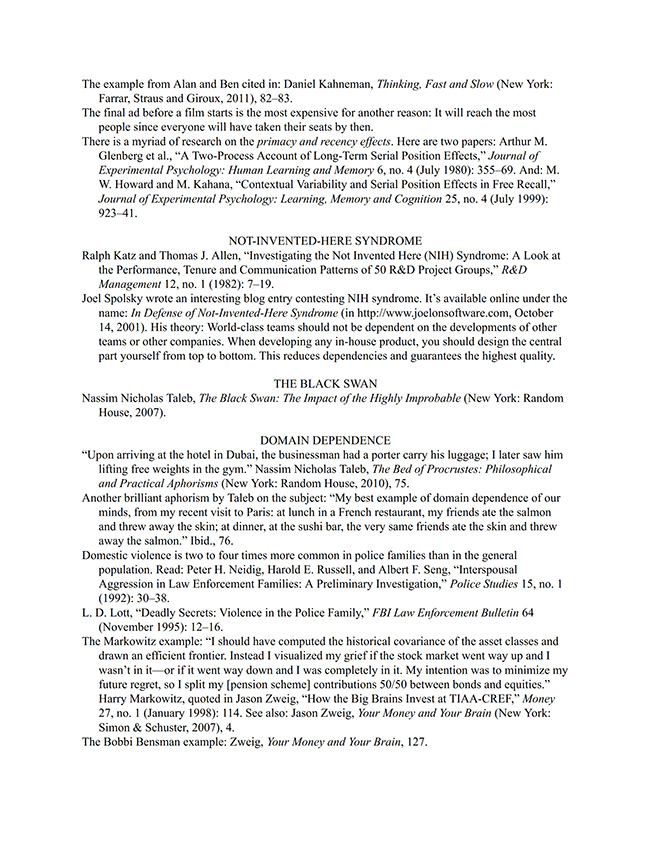 The example from Alan and Ben cited in: Daniel Kahneman, Thinking, Fast and Slow (New York:
Farrar, Straus and Giroux, 2011), 82–83.
The final ad before a film starts is the most expensive for another reason: It will reach the most
people since everyone will have taken their seats by then.
There is a myriad of research on the primacy and recency effects. Here are two papers: Arthur M.
Glenberg et al., “A Two-Process Account of Long-Term Serial Position Effects,” Journal of
Experimental Psychology: Human Learning and Memory 6, no. 4 (July 1980): 355–69. And: M.
W. Howard and M. Kahana, “Contextual Variability and Serial Position Effects in Free Recall,”
Journal of Experimental Psychology: Learning, Memory and Cognition 25, no. 4 (July 1999):
923–41.
NOT-INVENTED-HERE SYNDROME
Ralph Katz and Thomas J. Allen, “Investigating the Not Invented Here (NIH) Syndrome: A Look at
the Performance, Tenure and Communication Patterns of 50 R&D Project Groups,” R&D
Management 12, no. 1 (1982): 7–19.
Joel Spolsky wrote an interesting blog entry contesting NIH syndrome. It’s available online under the
name: In Defense of Not-Invented-Here Syndrome (in http://www.joelonsoftware.com, October
14, 2001). His theory: World-class teams should not be dependent on the developments of other
teams or other companies. When developing any in-house product, you should design the central
part yourself from top to bottom. This reduces dependencies and guarantees the highest quality.
THE BLACK SWAN
Nassim Nicholas Taleb, The Black Swan: The Impact of the Highly Improbable (New York: Random
House, 2007).
DOMAIN DEPENDENCE
“Upon arriving at the hotel in Dubai, the businessman had a porter carry his luggage; I later saw him
lifting free weights in the gym.” Nassim Nicholas Taleb, The Bed of Procrustes: Philosophical
and Practical Aphorisms (New York: Random House, 2010), 75.
Another brilliant aphorism by Taleb on the subject: “My best example of domain dependence of our
minds, from my recent visit to Paris: at lunch in a French restaurant, my friends ate the salmon
and threw away the skin; at dinner, at the sushi bar, the very same friends ate the skin and threw
away the salmon.” Ibid., 76.
Domestic violence is two to four times more common in police families than in the general
population. Read: Peter H. Neidig, Harold E. Russell, and Albert F. Seng, “Interspousal
Aggression in Law Enforcement Families: A Preliminary Investigation,” Police Studies 15, no. 1
(1992): 30–38.
L. D. Lott, “Deadly Secrets: Violence in the Police Family,” FBI Law Enforcement Bulletin 64
(November 1995): 12–16.
The Markowitz example: “I should have computed the historical covariance of the asset classes and
drawn an efficient frontier. Instead I visualized my grief if the stock market went way up and I
wasn’t in it—or if it went way down and I was completely in it. My intention was to minimize my
future regret, so I split my [pension scheme] contributions 50/50 between bonds and equities.”
Harry Markowitz, quoted in Jason Zweig, “How the Big Brains Invest at TIAA-CREF,” Money
27, no. 1 (January 1998): 114. See also: Jason Zweig, Your Money and Your Brain (New York:
Simon & Schuster, 2007), 4.
The Bobbi Bensman example: Zweig, Your Money and Your Brain, 127.